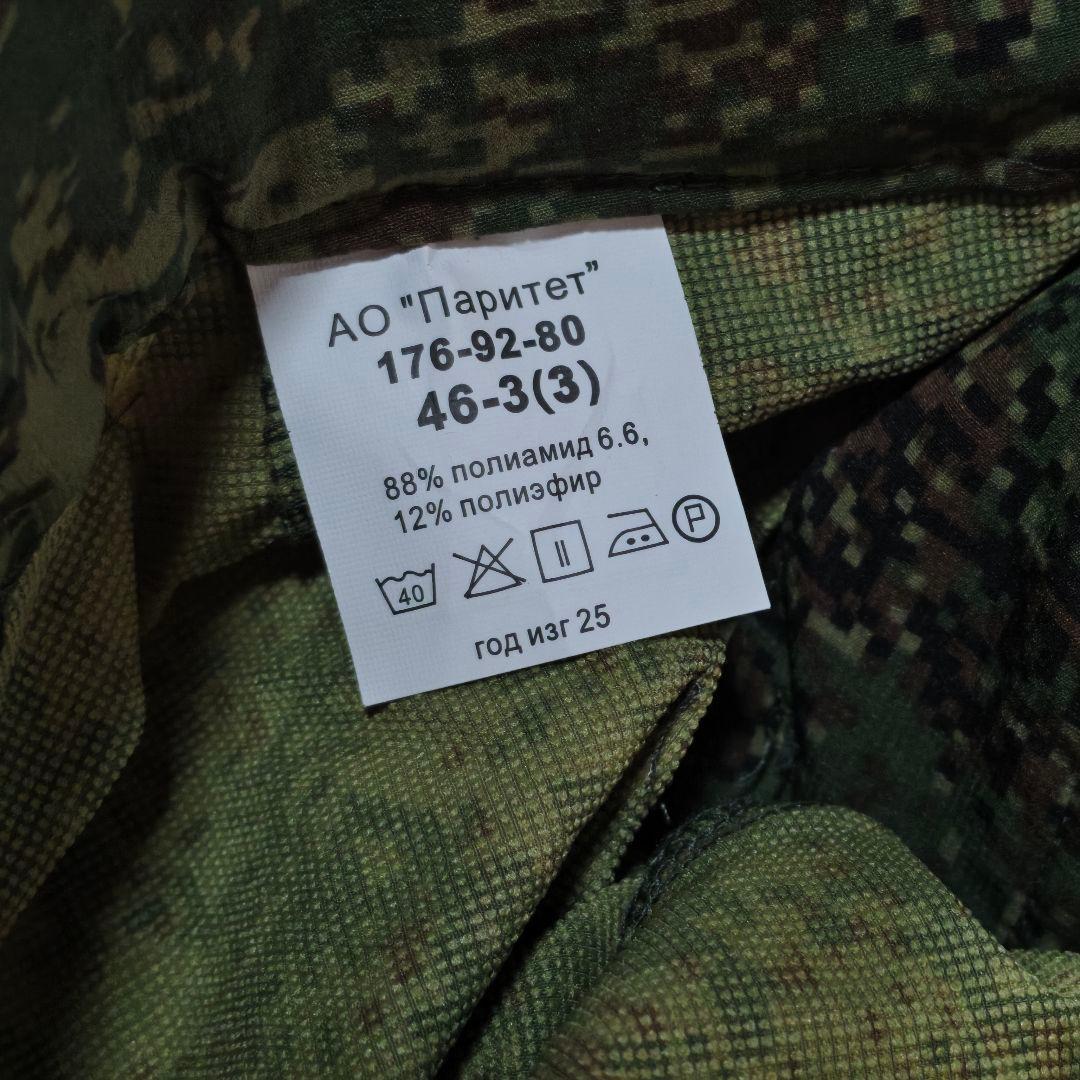 АО "Паритет"
176-92-80
46-3(3)
88% полиамид 6.6,
12% полиэфир
40 P
год изг 25